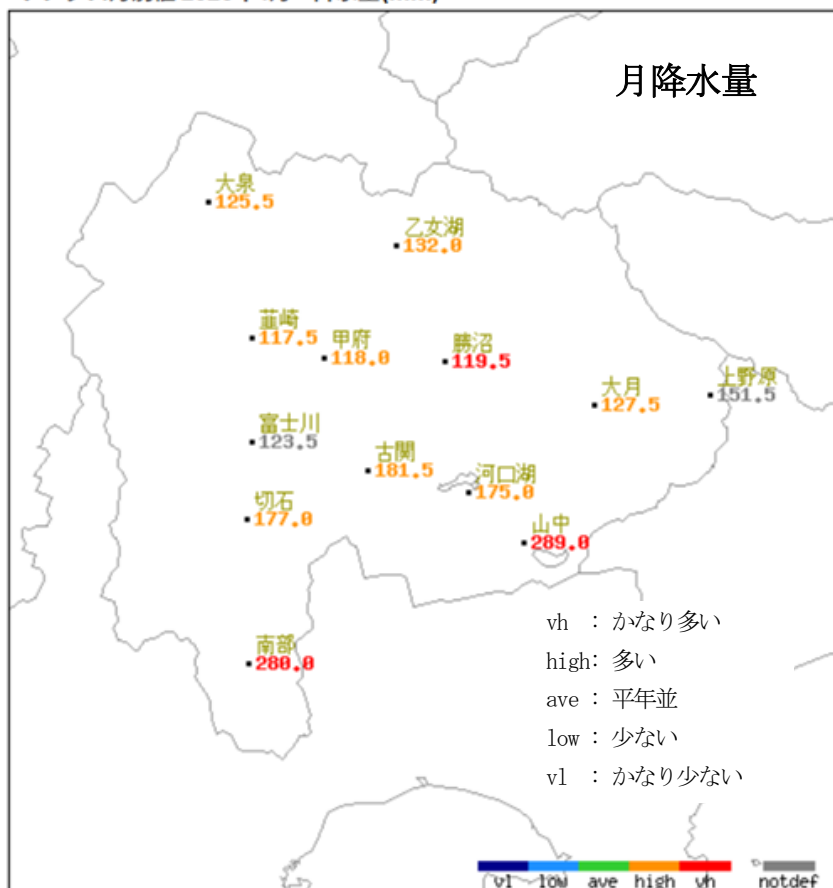 月降水量
大泉
125.5
乙女湖
132.0
韮崎
117.5
甲府
118.0
勝沼
119.5
大月
127.5
上野原
151.5
富士川
123.5
古関
181.5
河口湖
175.0
切石
177.0
山中
289.0
南部
280.0
vh : かなり多い
high: 多い
ave : 平年並
low : 少ない
vl : かなり少ない
vl low ave high vh notdef